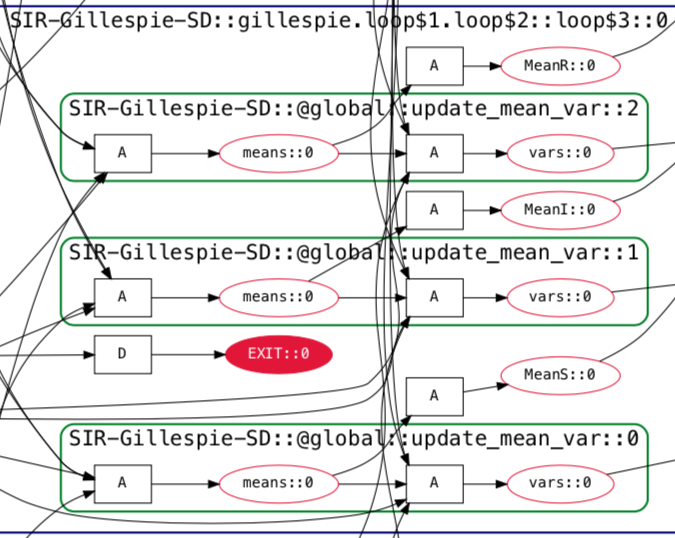 SIR-Gillespie-SD::gillespie.loop$1.loop$2::loop$3::0
A MeanR::0
SIR-Gillespie-SD::@global::update_mean_var::2
A means::0 A vars::0
A MeanI::0
SIR-Gillespie-SD::@global::update_mean_var::1
A means::0 A vars::0
D EXIT::0
MeanS::0
A
SIR-Gillespie-SD::@global::update_mean_var::0
A means::0 A vars::0